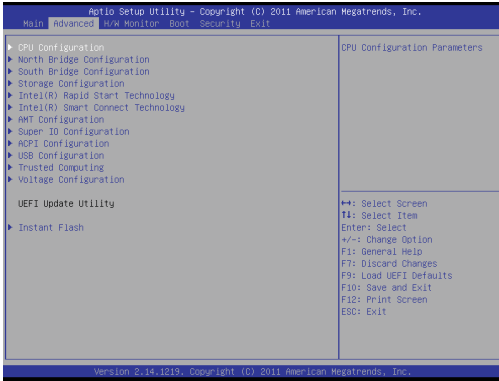 Aptio Setup Utility – Copyright (C) 2011 American Megatrends, Inc.
Main Advanced H/W Monitor Boot Security Exit
CPU Configuration
North Bridge Configuration
South Bridge Configuration
Storage Configuration
Intel(R) Rapid Start Technology
Intel(R) Smart Connect Technology
AMT Configuration
Super IO Configuration
ACPI Configuration
USB Configuration
Trusted Computing
Voltage Configuration
UEFI Update Utility
Instant Flash
CPU Configuration Parameters
↔: Select Screen
↑↓: Select Item
Enter: Select
+/-: Change Option
F1: General Help
F7: Discard Changes
F9: Load UEFI Defaults
F10: Save and Exit
F12: Print Screen
ESC: Exit
Version 2.14.1219. Copyright (C) 2011 American Megatrends, Inc.